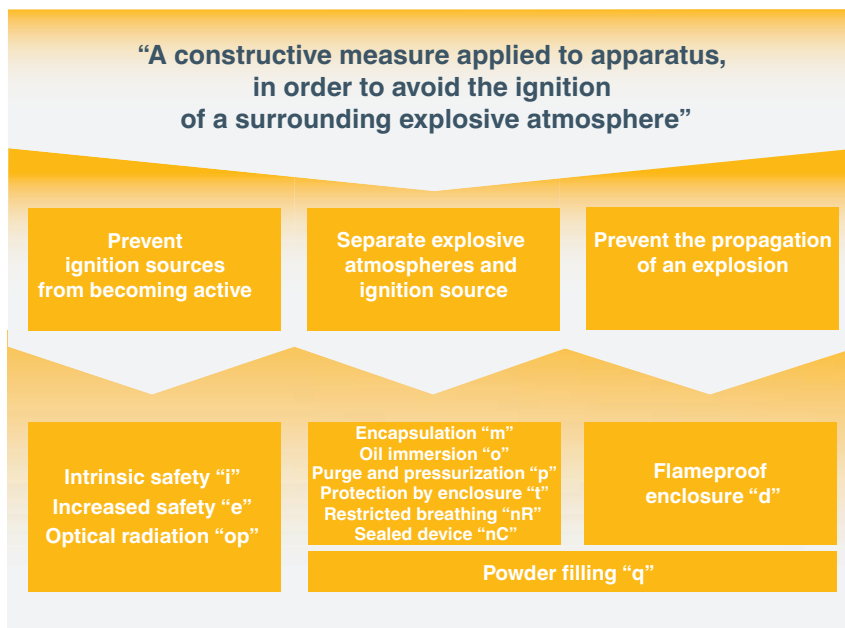 “A constructive measure applied to apparatus,
in order to avoid the ignition
of a surrounding explosive atmosphere”
Prevent
ignition sources
from becoming active
Separate explosive
atmospheres and
ignition source
Prevent the propagation
of an explosion
Intrinsic safety “i”
Increased safety “e”
Optical radiation “op”
Encapsulation “m”
Oil immersion “o”
Purge and pressurization “p”
Protection by enclosure “t”
Restricted breathing “nR”
Sealed device “nC”
Flameproof
enclosure “d”
Powder filling “q”